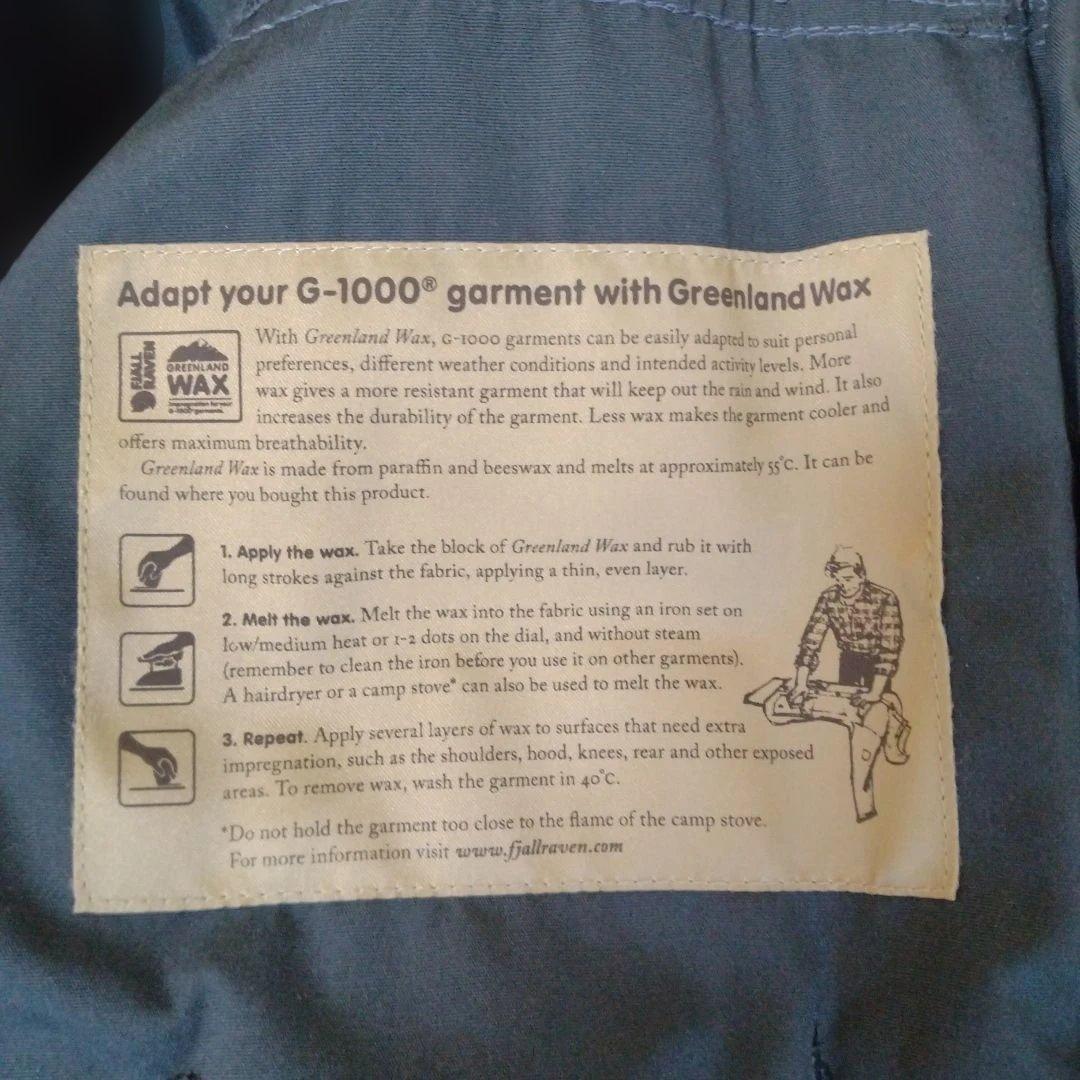 Adapt your G-1000® garment with Greenland Wax
FJÄLL
RÄVEN
GREENLAND
WAX
Impregnation for your
G-1000® garments.
With Greenland Wax, G-1000 garments can be easily adapted to suit personal
preferences, different weather conditions and intended activity levels. More
wax gives a more resistant garment that will keep out the rain and wind. It also
increases the durability of the garment. Less wax makes the garment cooler and
offers maximum breathability.
Greenland Wax is made from paraffin and beeswax and melts at approximately 55°C. It can be
found where you bought this product.
1. Apply the wax. Take the block of Greenland Wax and rub it with
long strokes against the fabric, applying a thin, even layer.
2. Melt the wax. Melt the wax into the fabric using an iron set on
low/medium heat or 1-2 dots on the dial, and without steam
(remember to clean the iron before you use it on other garments).
A hairdryer or a camp stove* can also be used to melt the wax.
3. Repeat. Apply several layers of wax to surfaces that need extra
impregnation, such as the shoulders, hood, knees, rear and other exposed
areas. To remove wax, wash the garment in 40°C.
*Do not hold the garment too close to the flame of the camp stove.
For more information visit www.fjallraven.com